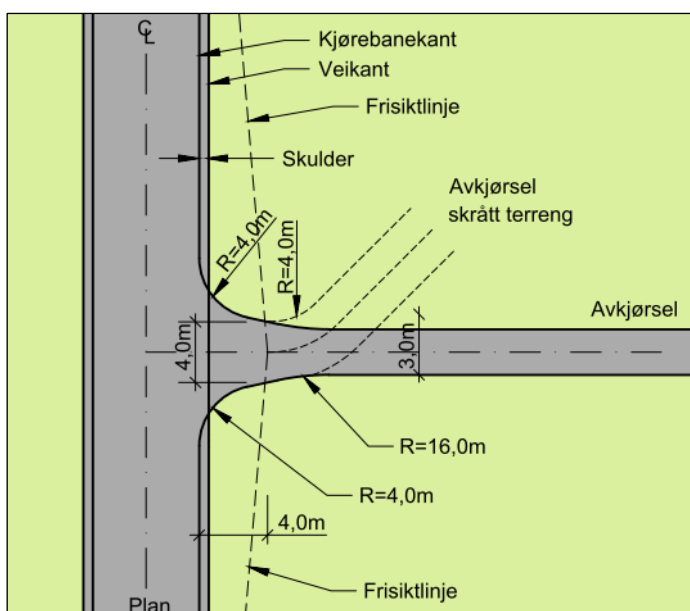 ℄
Kjørebanekant
Veikant
Frisiktlinje
Skulder
Avkjørsel
skrått terreng
R=4,0m
R=4,0m
Avkjørsel
4,0m
3,0m
R=16,0m
R=4,0m
4,0m
Frisiktlinje
Plan